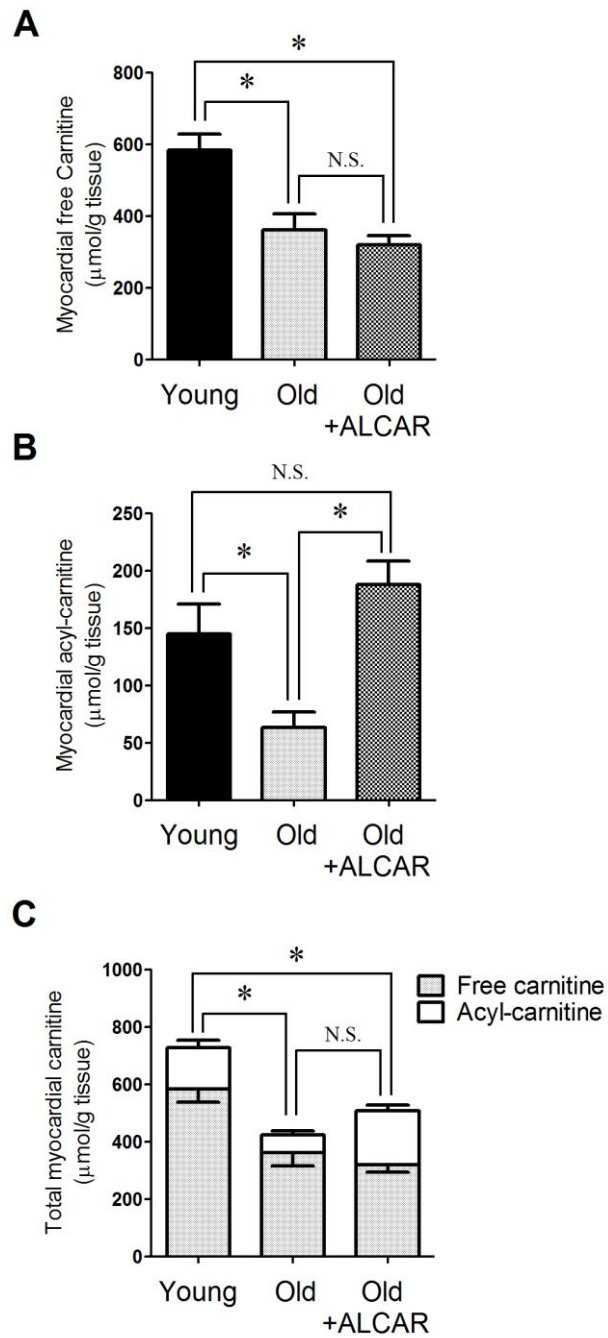 A
*
*
N.S.
Myocardial free Carnitine
(μmol/g tissue)
800
600
400
200
0
Young
Old
Old
+ALCAR
B
N.S.
*
*
Myocardial acyl-carnitine
(μmol/g tissue)
250
200
150
100
50
0
Young
Old
Old
+ALCAR
C
*
*
N.S.
Free carnitine
Acyl-carnitine
Total myocardial carnitine
(μmol/g tissue)
1000
800
600
400
200
0
Young
Old
Old
+ALCAR